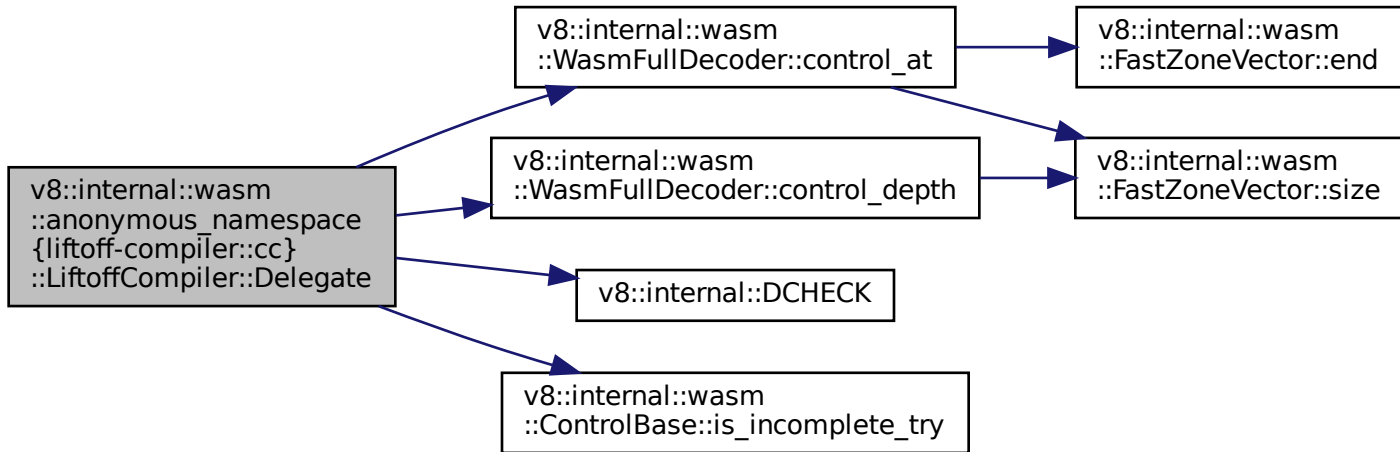 v8::internal::wasm
::WasmFullDecoder::control_at
v8::internal::wasm
::FastZoneVector::end
v8::internal::wasm
::WasmFullDecoder::control_depth
v8::internal::wasm
::FastZoneVector::size
v8::internal::wasm
::anonymous_namespace
{liftoff-compiler::cc}
::LiftoffCompiler::Delegate
v8::internal::DCHECK
v8::internal::wasm
::ControlBase::is_incomplete_try